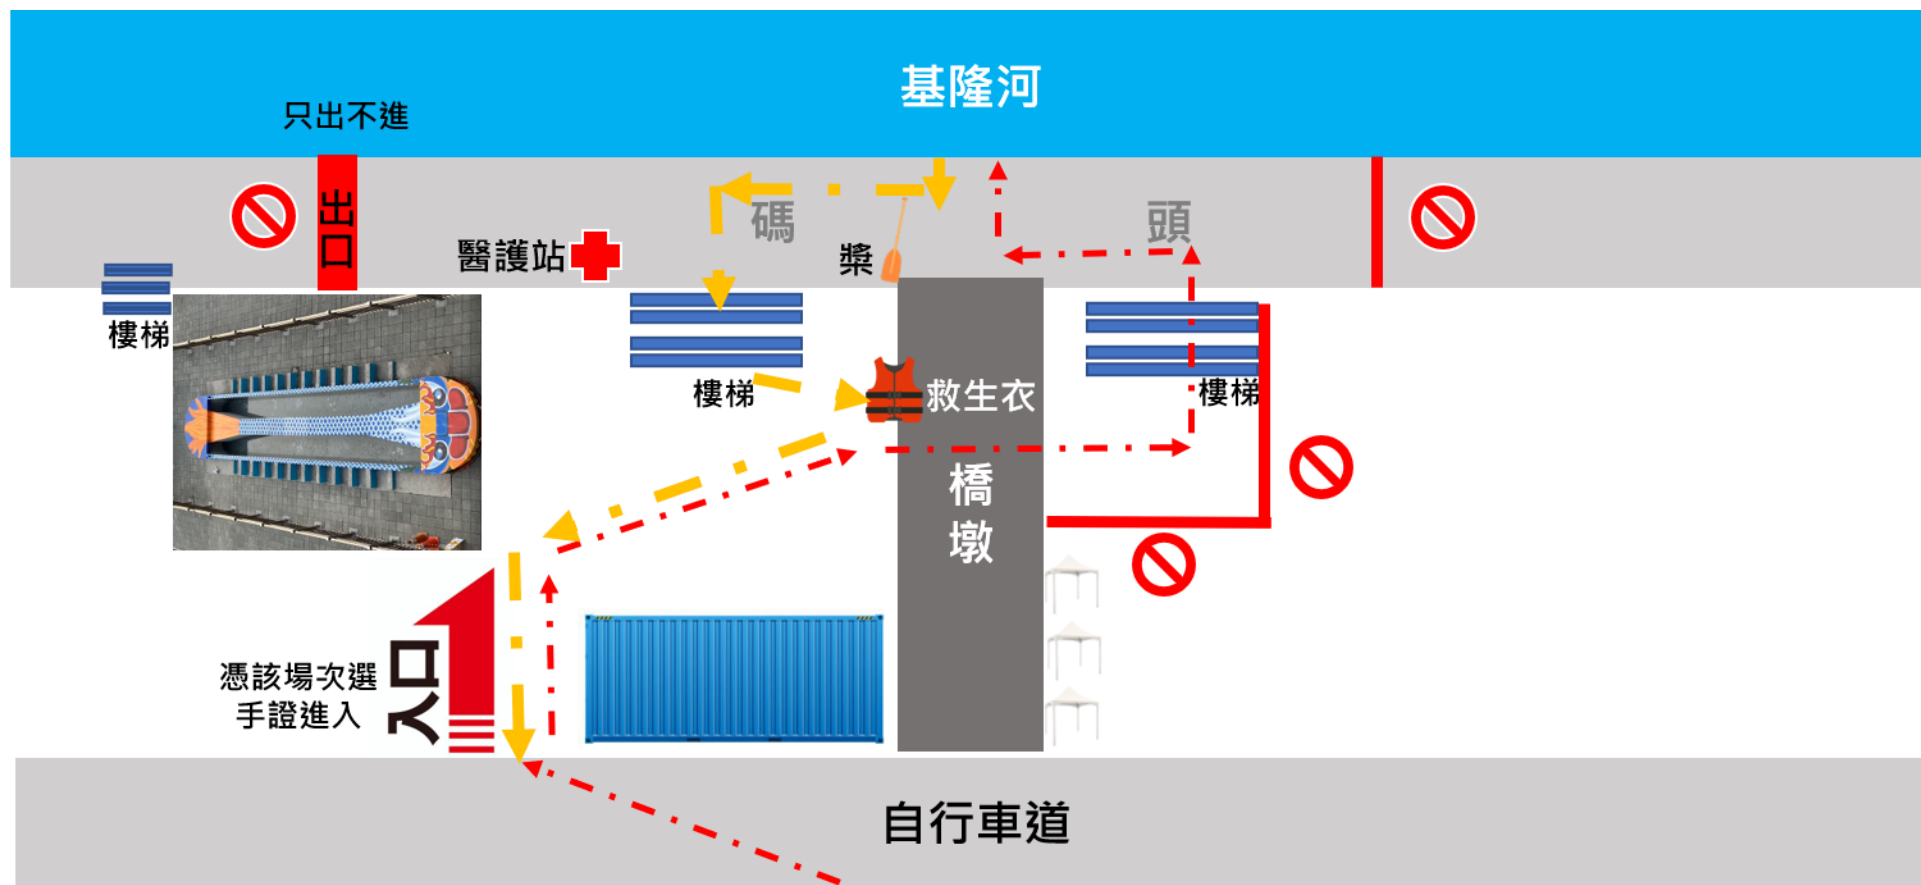 基隆河
只出不進
出口
碼頭
醫護站
槳
樓梯
樓梯
樓梯
救生衣
橋墩
入口
憑該場次選
手證進入
自行車道